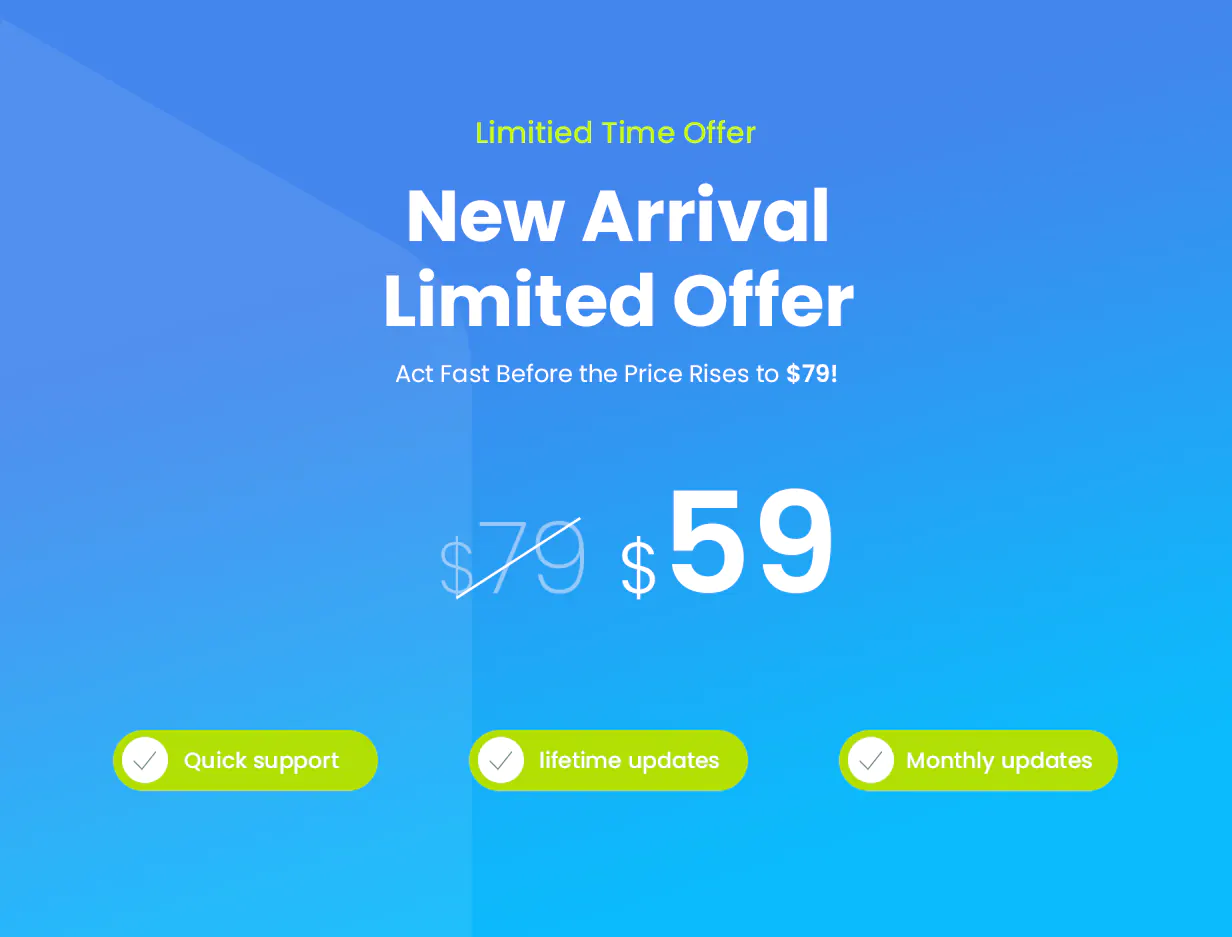 Limitied Time Offer
New Arrival
Limited Offer
Act Fast Before the Price Rises to $79!
$79 $59
Quick support
lifetime updates
Monthly updates